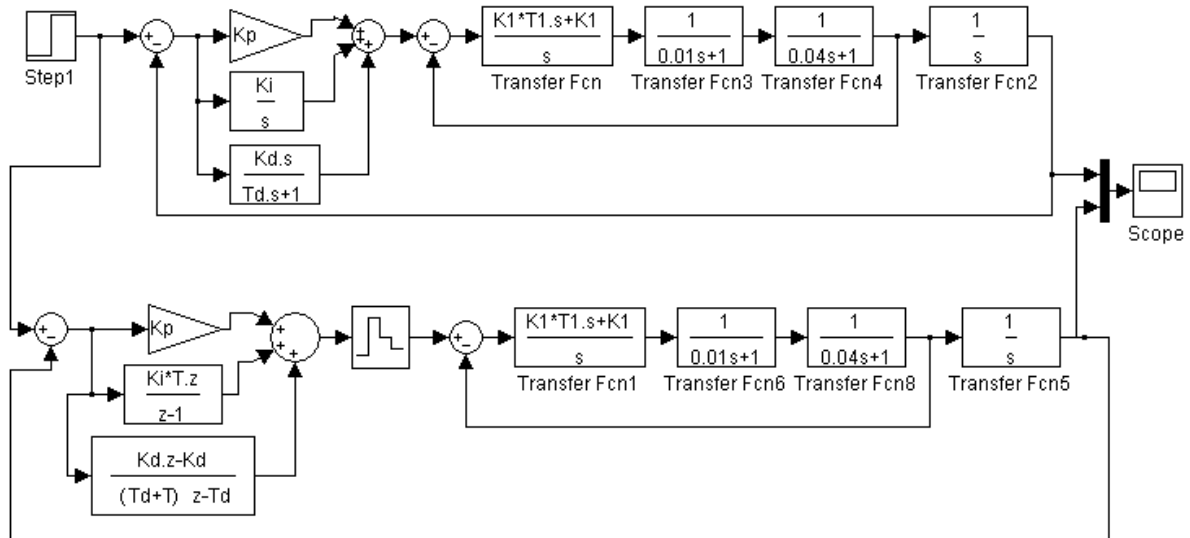 Step1
+
-
Kp
Ki
s
Kd.s
Td.s+1
+
+
+
+
-
K1*T1.s+K1
s
Transfer Fcn
1
0.01s+1
Transfer Fcn3
1
0.04s+1
Transfer Fcn4
1
s
Transfer Fcn2
Scope
+
-
Kp
Ki*T.z
z-1
Kd.z-Kd
(Td+T) z-Td
+
+
+
+
-
K1*T1.s+K1
s
Transfer Fcn1
1
0.01s+1
Transfer Fcn6
1
0.04s+1
Transfer Fcn8
1
s
Transfer Fcn5